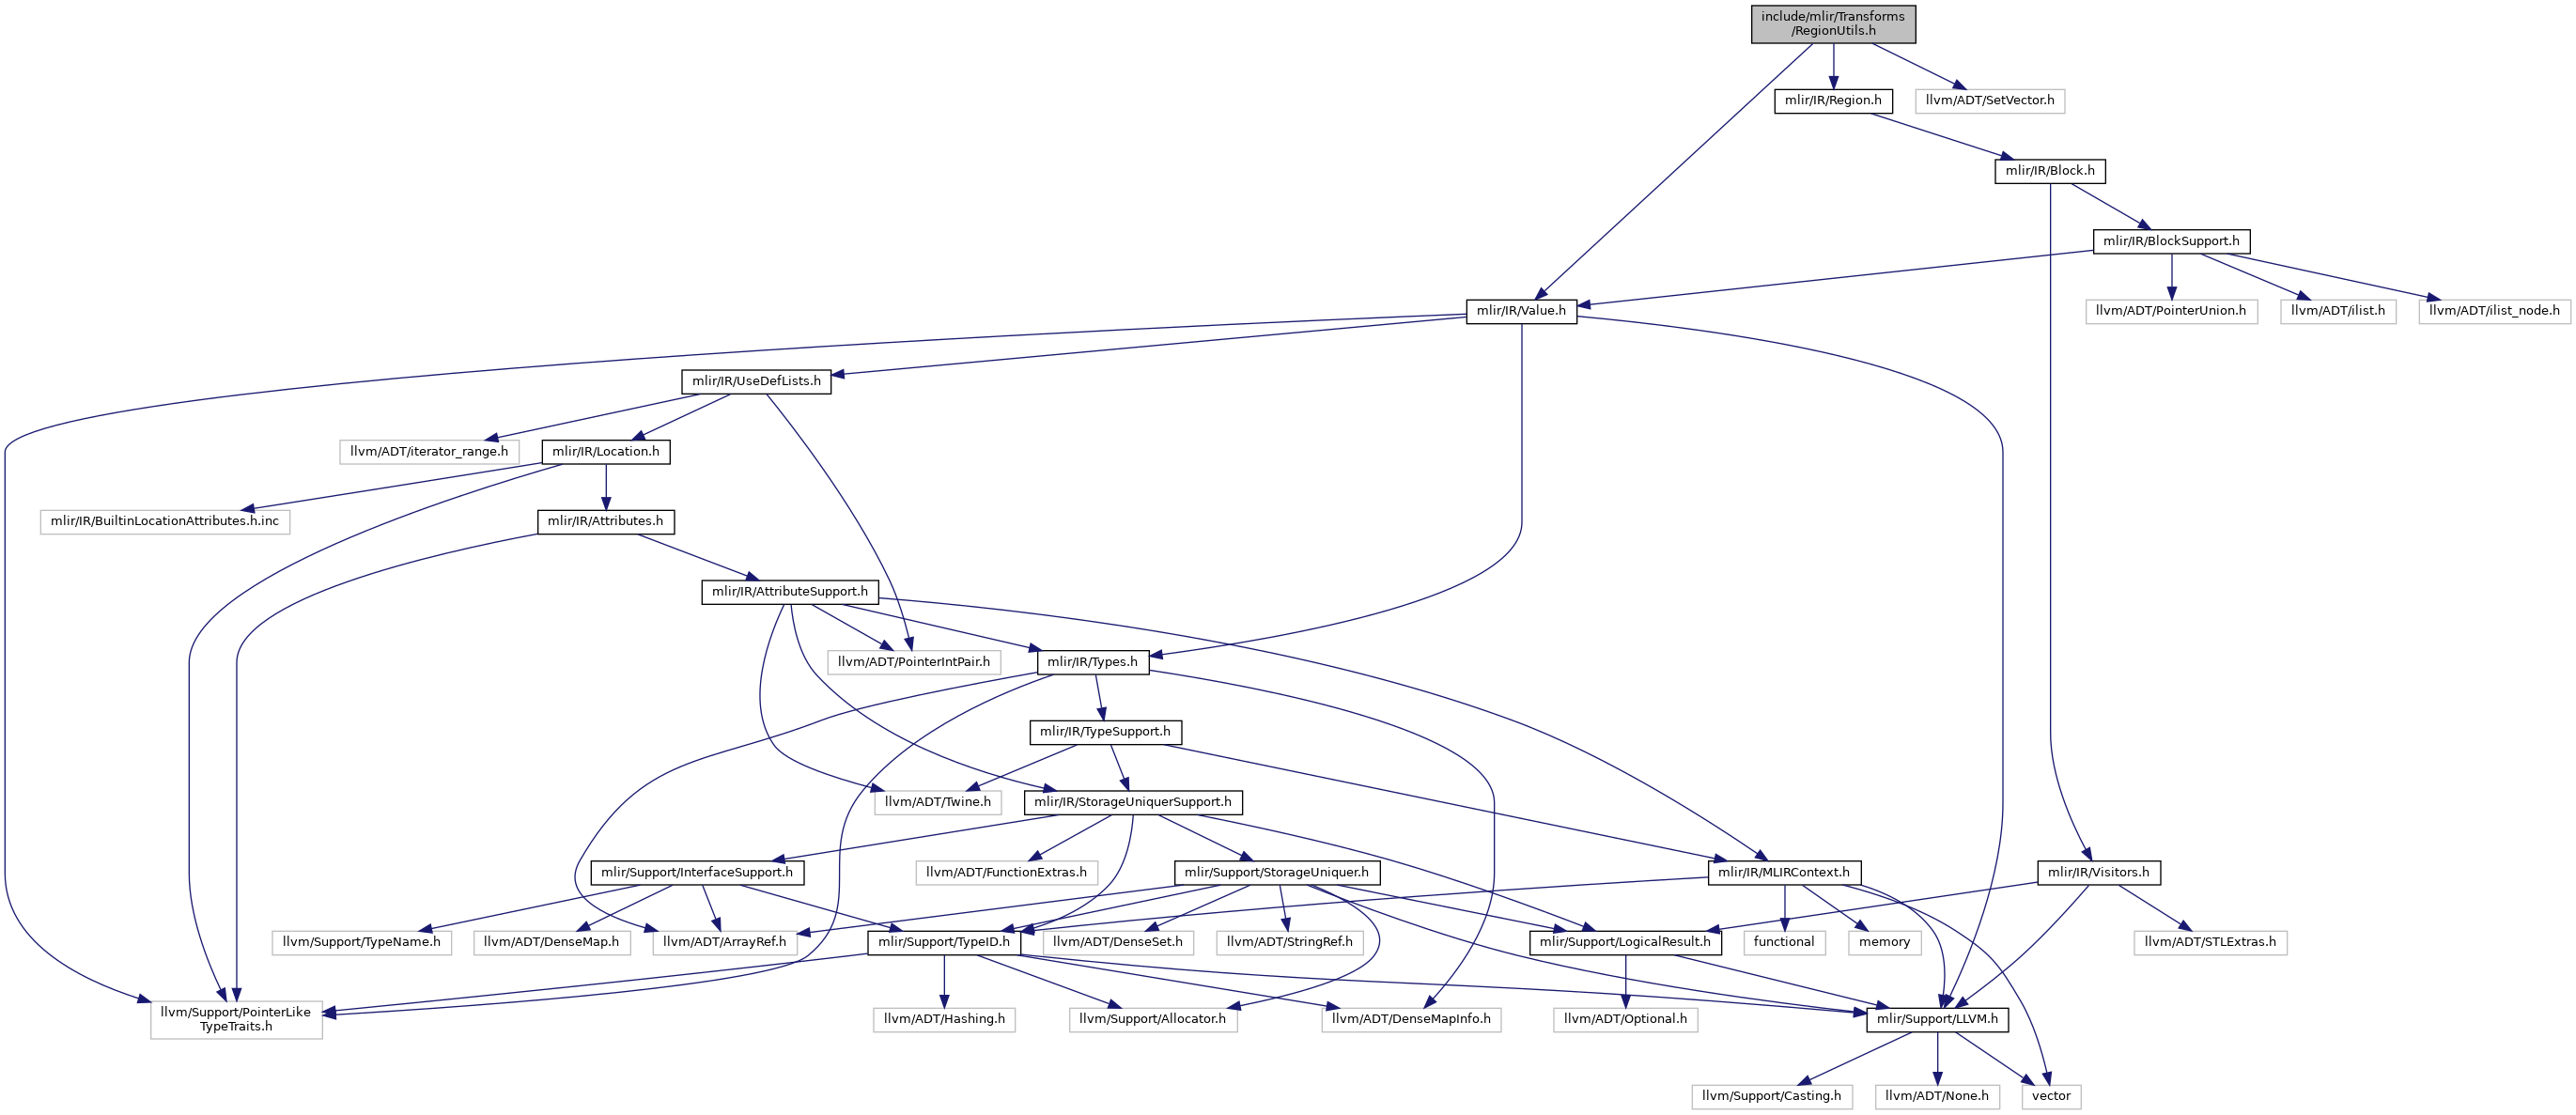 include/mlir/Transforms
/RegionUtils.h
mlir/IR/Region.h
llvm/ADT/SetVector.h
mlir/IR/Block.h
mlir/IR/BlockSupport.h
mlir/IR/Value.h
llvm/ADT/PointerUnion.h
llvm/ADT/ilist.h
llvm/ADT/ilist_node.h
mlir/IR/UseDefLists.h
llvm/ADT/iterator_range.h
mlir/IR/Location.h
mlir/IR/BuiltinLocationAttributes.h.inc
mlir/IR/Attributes.h
mlir/IR/AttributeSupport.h
llvm/ADT/PointerIntPair.h
mlir/IR/Types.h
mlir/IR/TypeSupport.h
llvm/ADT/Twine.h
mlir/IR/StorageUniquerSupport.h
mlir/Support/InterfaceSupport.h
llvm/ADT/FunctionExtras.h
mlir/Support/StorageUniquer.h
mlir/IR/MLIRContext.h
mlir/IR/Visitors.h
llvm/Support/TypeName.h
llvm/ADT/DenseMap.h
llvm/ADT/ArrayRef.h
mlir/Support/TypeID.h
llvm/ADT/DenseSet.h
llvm/ADT/StringRef.h
mlir/Support/LogicalResult.h
functional
memory
llvm/ADT/STLExtras.h
llvm/Support/PointerLike
TypeTraits.h
llvm/ADT/Hashing.h
llvm/Support/Allocator.h
llvm/ADT/DenseMapInfo.h
llvm/ADT/Optional.h
mlir/Support/LLVM.h
llvm/Support/Casting.h
llvm/ADT/None.h
vector